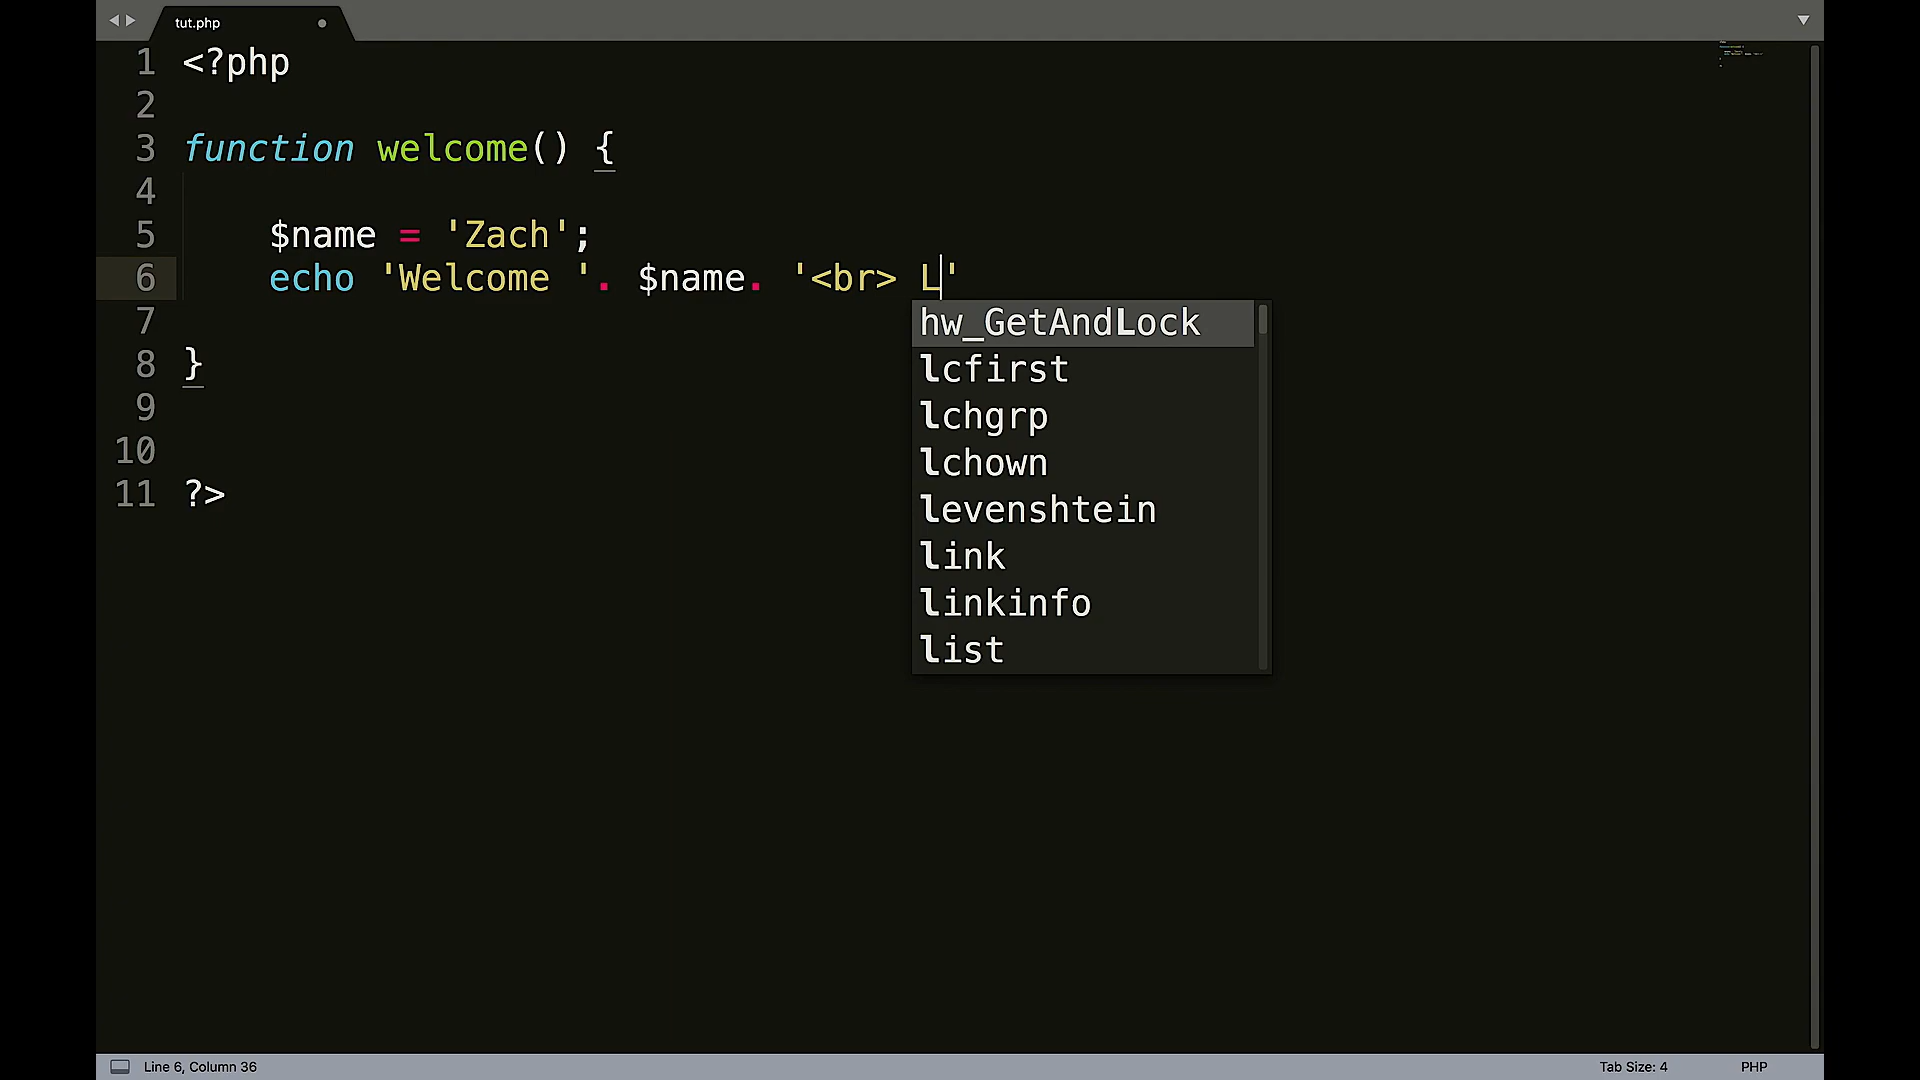 tut.php
1 <?php
2
3 function welcome() {
4
5 $name = 'Zach';
6 echo 'Welcome '. $name. '<br> L'
7
8 }
9
10
11 ?>
hw_GetAndLock
lcfirst
lchgrp
lchown
levenshtein
link
linkinfo
list
Line 6, Column 36
Tab Size: 4
PHP